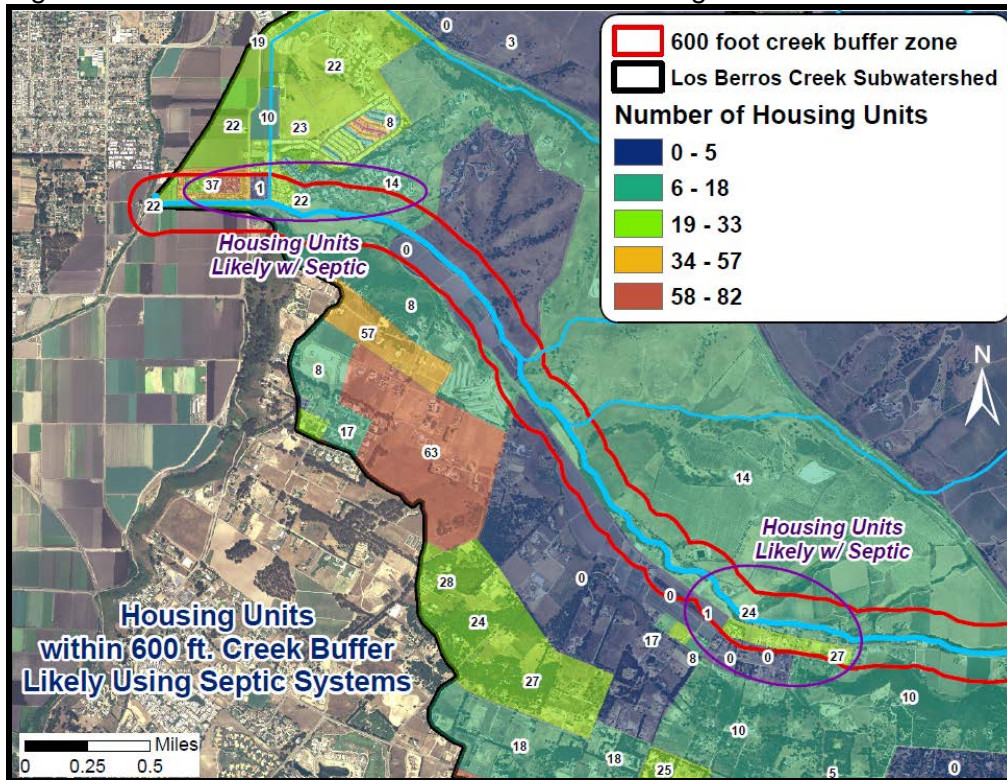 600 foot creek buffer zone
Los Berros Creek Subwatershed
Number of Housing Units
0 - 5
6 - 18
19 - 33
34 - 57
58 - 82
0
3
19
22
10
22
23
8
37
1
14
22
22
Housing Units
Likely w/ Septic
0
8
57
8
17
63
N
14
Housing Units
Likely w/ Septic
0
28
0
1
24
24
17
8
0
0
27
Housing Units
within 600 ft. Creek Buffer
Likely Using Septic Systems
27
10
10
18
18
25
5
0
Miles
0 0.25 0.5